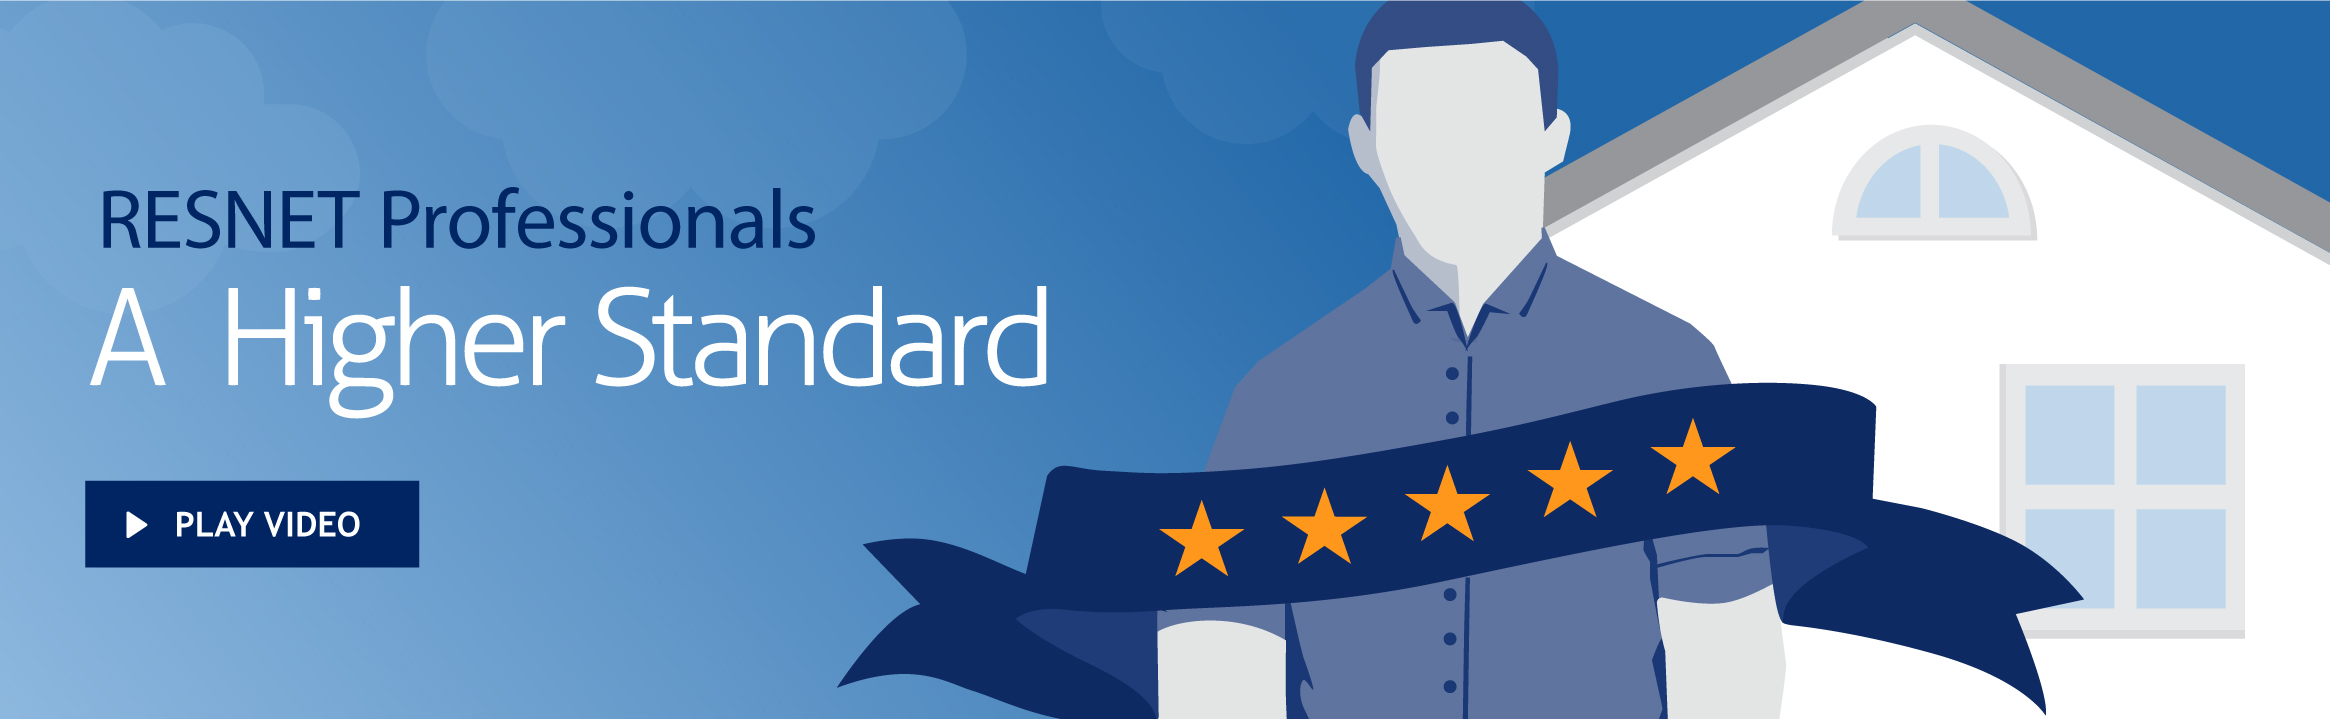 RESNET Professionals
A Higher Standard
PLAY VIDEO